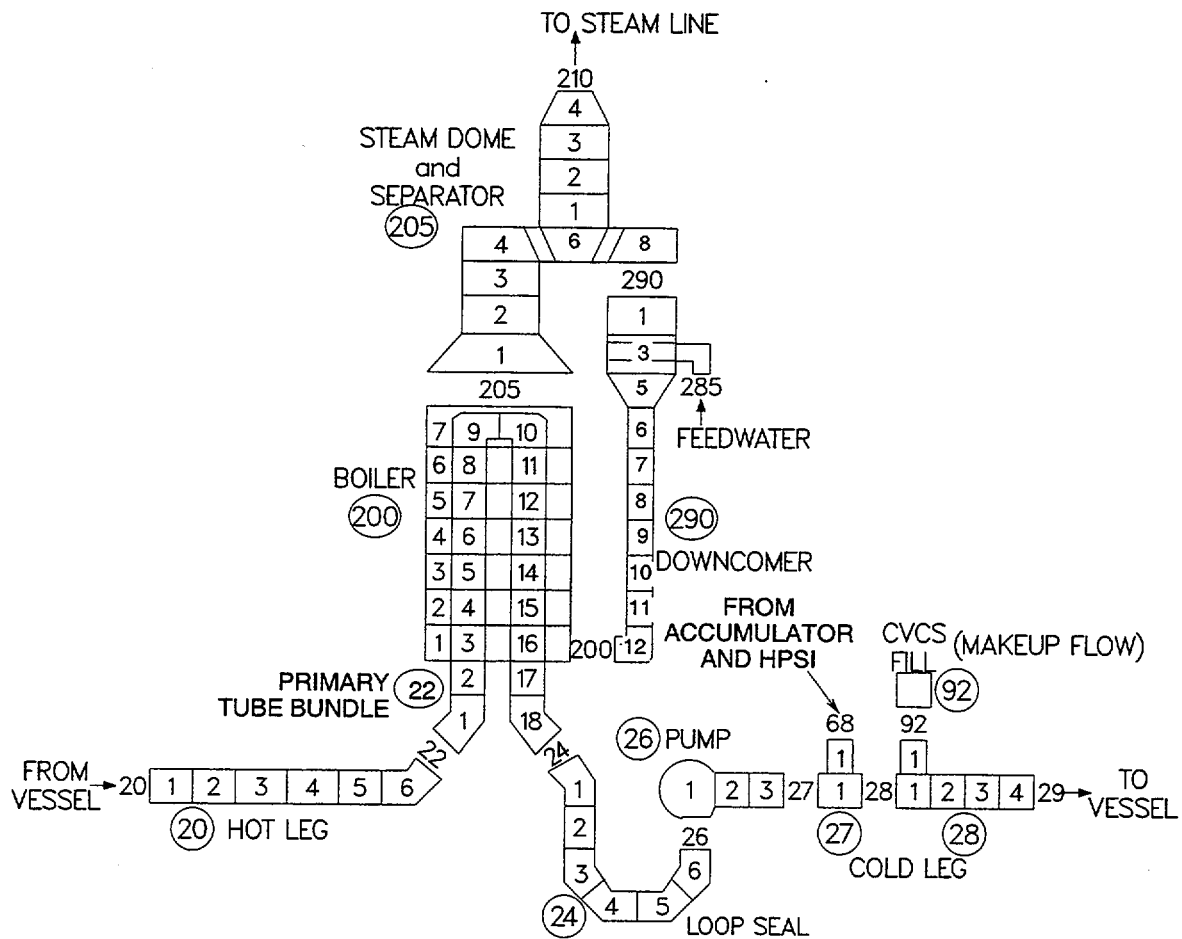 TO STEAM LINE
210
4
3
2
1
STEAM DOME
and
SEPARATOR
205
4
6
8
3
2
1
205
290
1
3
5
285
FEEDWATER
6
7
8
9
10
11
12
290
DOWNCOMER
BOILER
200
7 9 10
6 8 11
5 7 12
4 6 13
3 5 14
2 4 15
1 3 16
200
2 17
1 18
PRIMARY
TUBE BUNDLE
22
22
24
FROM
VESSEL
20
1 2 3 4 5 6
20 HOT LEG
1
2
3
4
5
6
24
LOOP SEAL
26
26 PUMP
1 2 3
27
FROM
ACCUMULATOR
AND HPSI
68
1
1
27
28
CVCS
FILL
(MAKEUP FLOW)
92
92
1
1 2 3 4
28
29
TO
VESSEL
COLD LEG